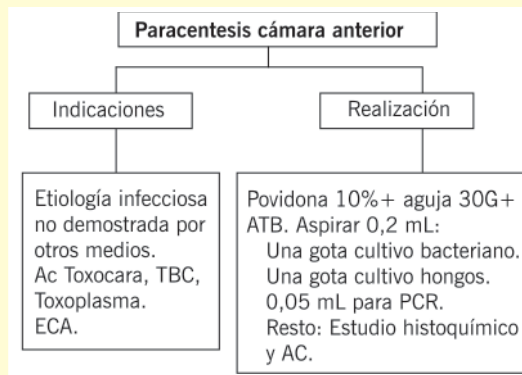 Paracentesis cámara anterior
Indicaciones
Realización
Etiología infecciosa
no demostrada por
otros medios.
Ac Toxocara, TBC,
Toxoplasma.
ECA.
Povidona 10%+ aguja 30G+
ATB. Aspirar 0,2 mL:
Una gota cultivo bacteriano.
Una gota cultivo hongos.
0,05 mL para PCR.
Resto: Estudio histoquímico
y AC.